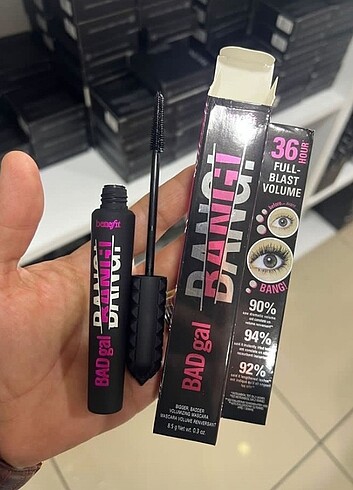 benefit
BADgal
BANG!
BADgal
BANG!
BIGGER, BADDER
VOLUMIZING MASCARA
MASCARA VOLUME RENVERSANT
8.5 g Net wt. 0.3 oz.
36
HOUR
FULL-
BLAST
VOLUME
before
BANG!
90%
94%
92%